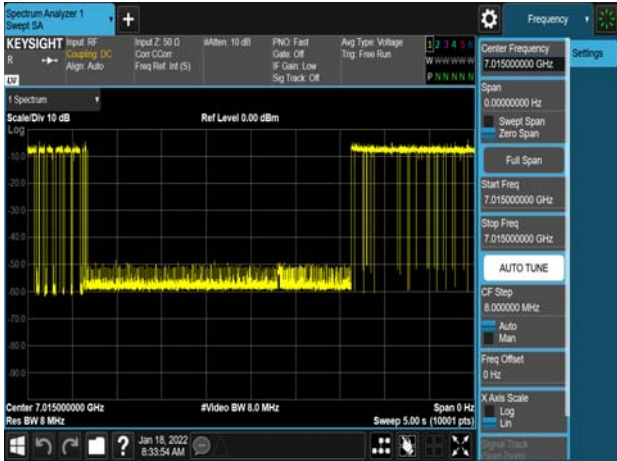 Spectrum Analyzer 1
Swept SA
+
Frequency
KEYSIGHT
R
LXI
Input: RF
Coupling: DC
Align: Auto
Input Z: 50 Ω
Corr CCorr
Freq Ref: Int (S)
#Atten: 10 dB
PNO: Fast
Gate: Off
IF Gain: Low
Sig Track: Off
Avg Type: Voltage
Trig: Free Run
1 2 3 4 5 6
W W W W W W
P N N N N N
Center Frequency
7.015000000 GHz
Settings
Span
0.00000000 Hz
Swept Span
Zero Span
Full Span
Start Freq
7.015000000 GHz
Stop Freq
7.015000000 GHz
AUTO TUNE
CF Step
8.000000 MHz
Auto
Man
Freq Offset
0 Hz
X Axis Scale
Log
Lin
Signal Track
(Span Zoom)
1 Spectrum
Scale/Div 10 dB
Ref Level 0.00 dBm
Log
-10.0
-20.0
-30.0
-40.0
-50.0
-60.0
-70.0
-80.0
-90.0
Center 7.015000000 GHz
#Video BW 8.0 MHz
Span 0 Hz
Res BW 8 MHz
Sweep 5.00 s (10001 pts)
?
Jan 18, 2022
8:33:54 AM